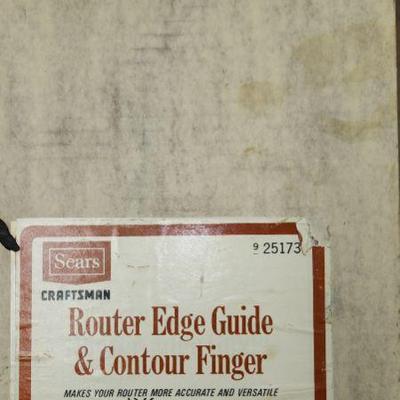 Sears
9 25173
CRAFTSMAN
Router Edge Guide
& Contour Finger
MAKES YOUR ROUTER MORE ACCURATE AND VERSATILE